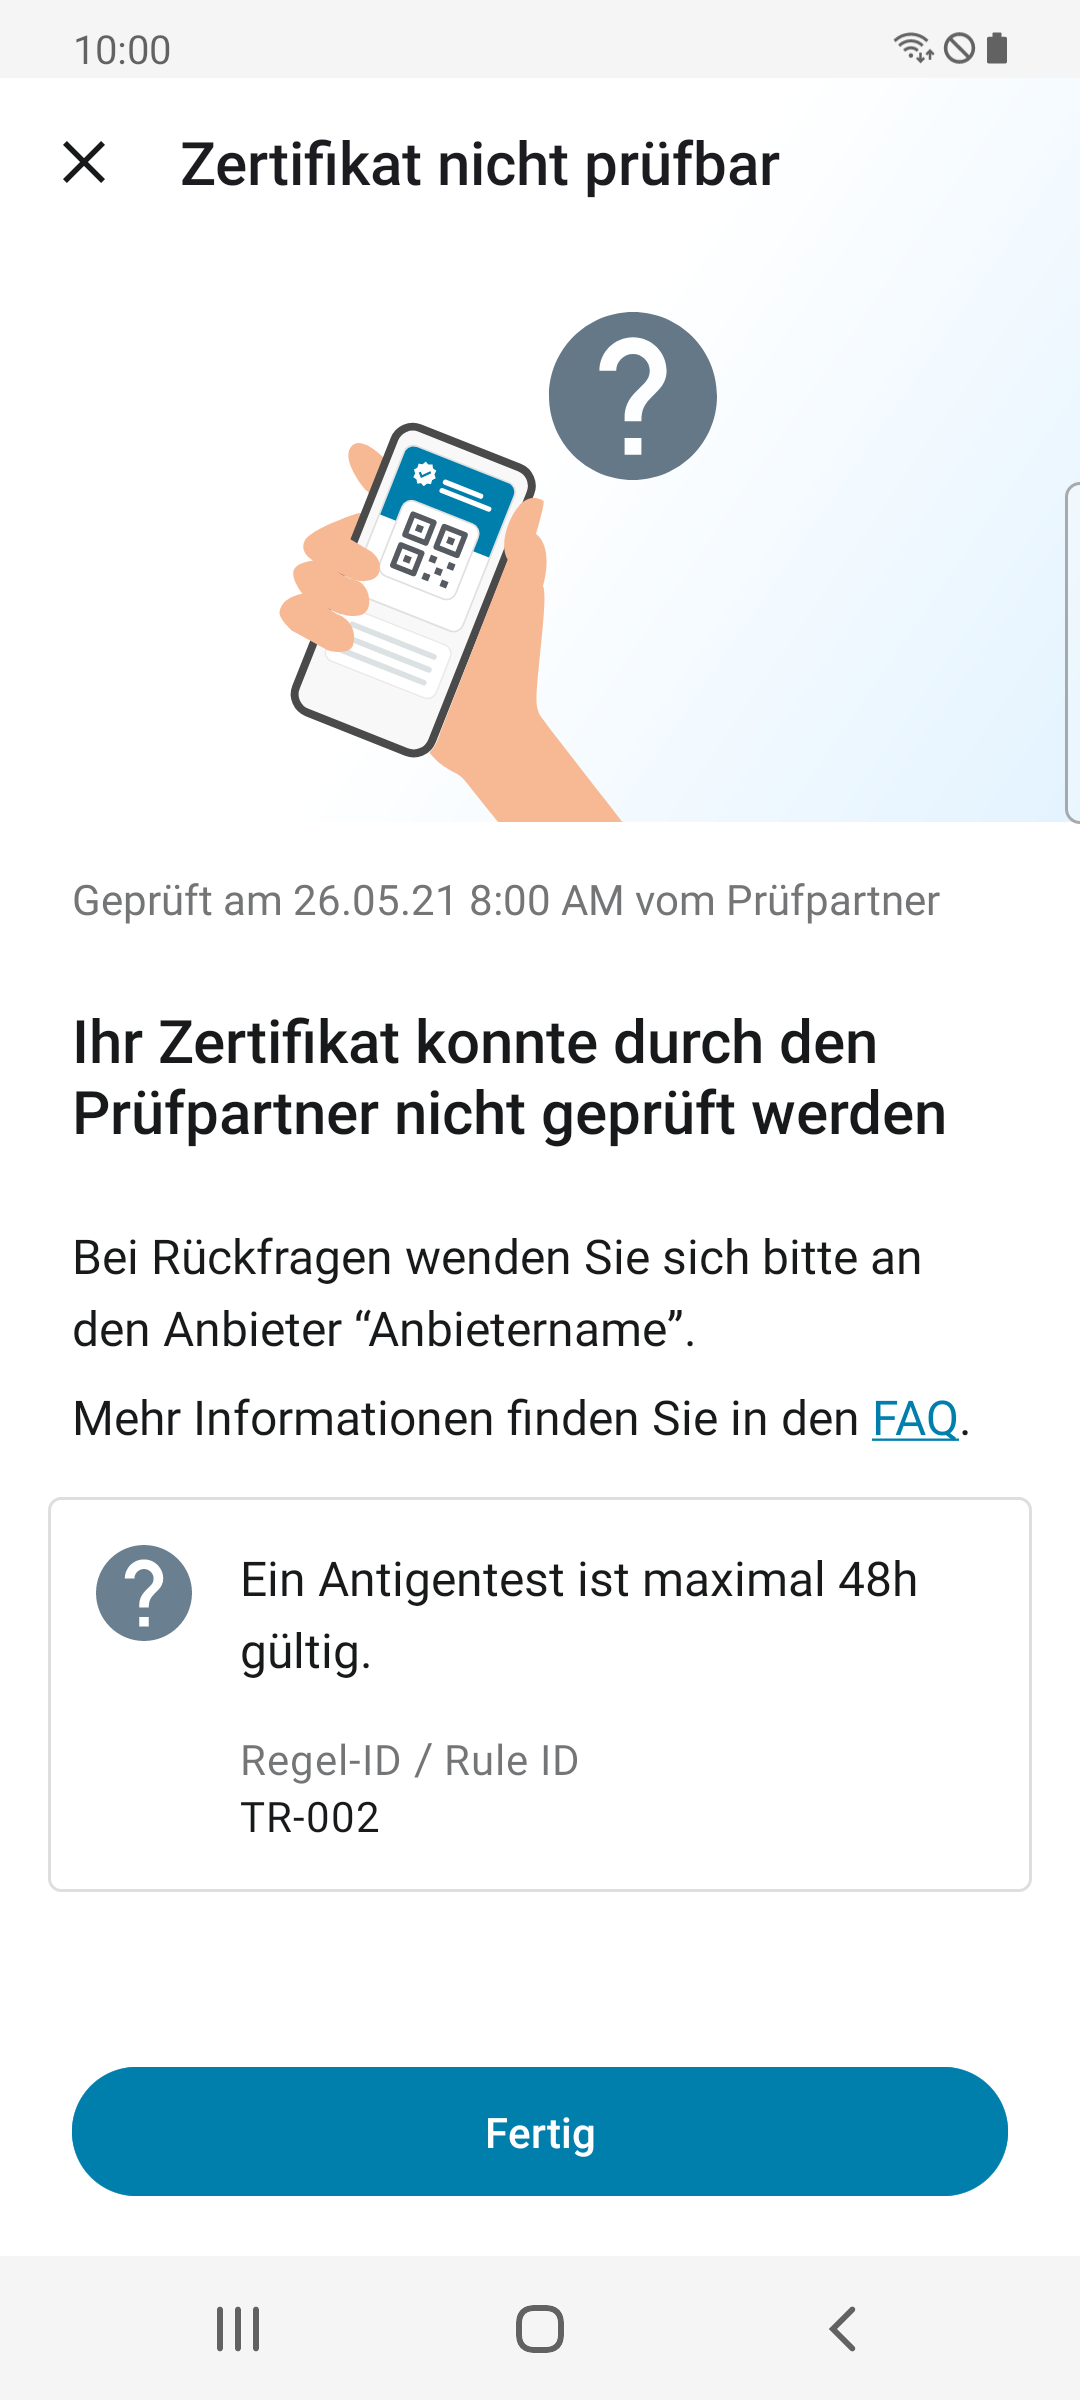 10:00
Zertifikat nicht prüfbar
Geprüft am 26.05.21 8:00 AM vom Prüfpartner
Ihr Zertifikat konnte durch den
Prüfpartner nicht geprüft werden
Bei Rückfragen wenden Sie sich bitte an
den Anbieter “Anbietername”.
Mehr Informationen finden Sie in den FAQ.
Ein Antigentest ist maximal 48h
gültig.
Regel-ID / Rule ID
TR-002
Fertig